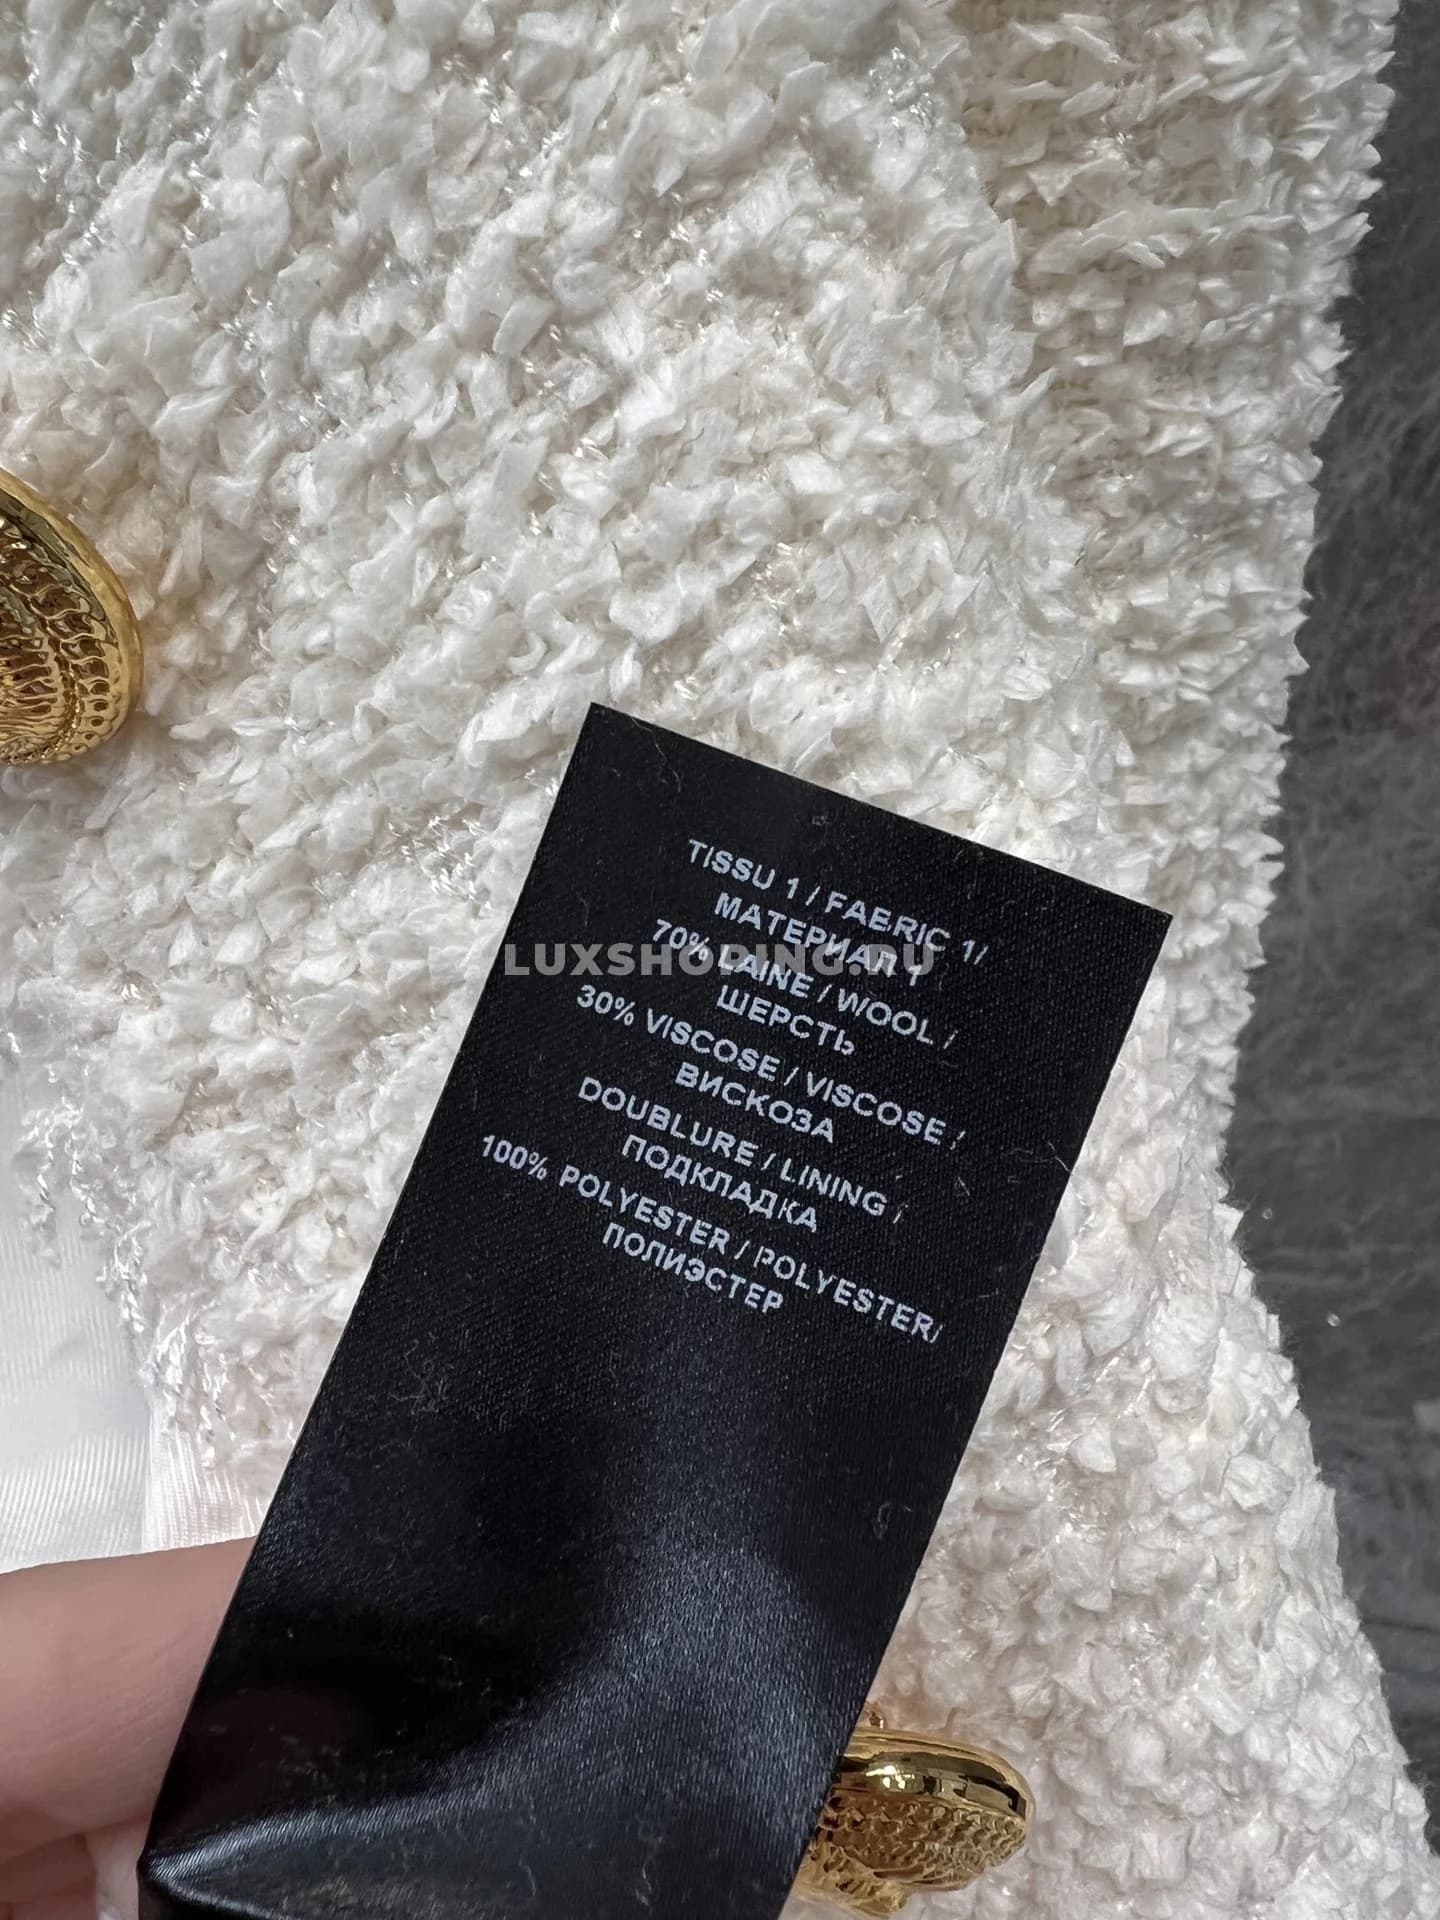 TISSU 1 / FABRIC 1/
МАТЕРИАЛ 1
70% LAINE / WOOL /
ШЕРСТЬ
30% VISCOSE / VISCOSE /
ВИСКОЗА
DOUBLURE / LINING /
ПОДКЛАДКА
100% POLYESTER / POLYESTER/
ПОЛИЭСТЕР
LUXSHOPING.RU